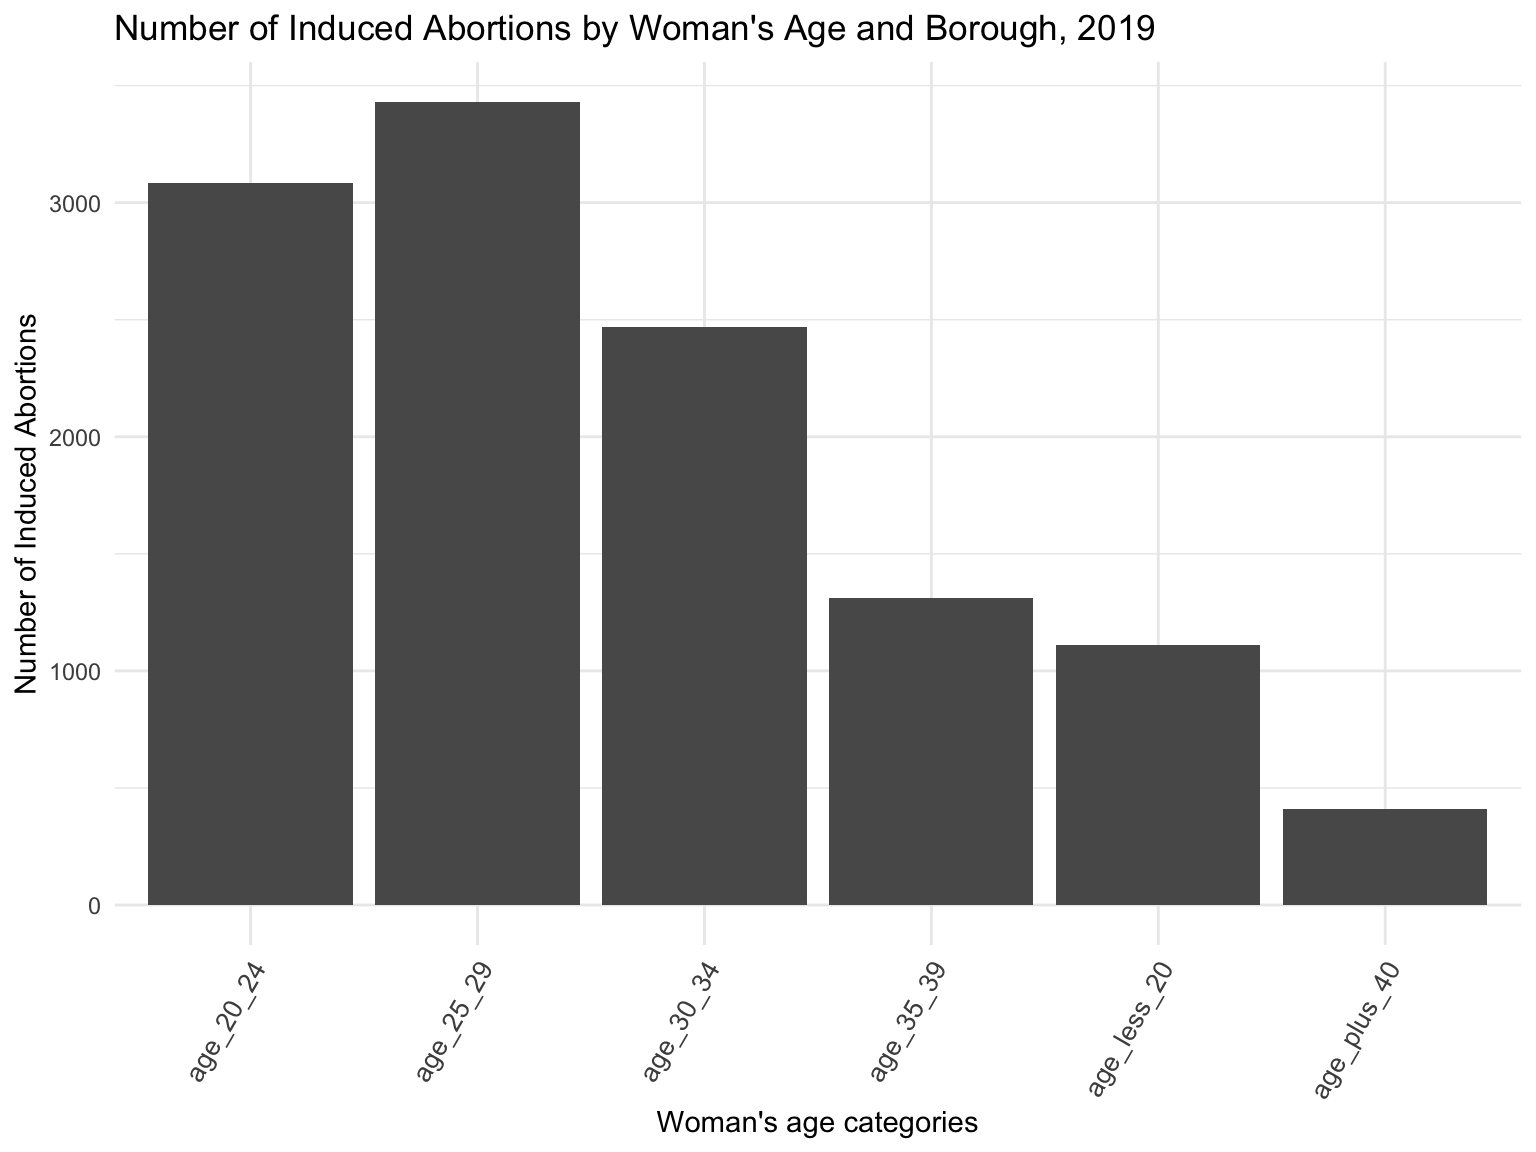 Number of Induced Abortions by Woman's Age and Borough, 2019
Number of Induced Abortions
3000
2000
1000
0
age_20_24
age_25_29
age_30_34
age_35_39
age_less_20
age_plus_40
Woman's age categories